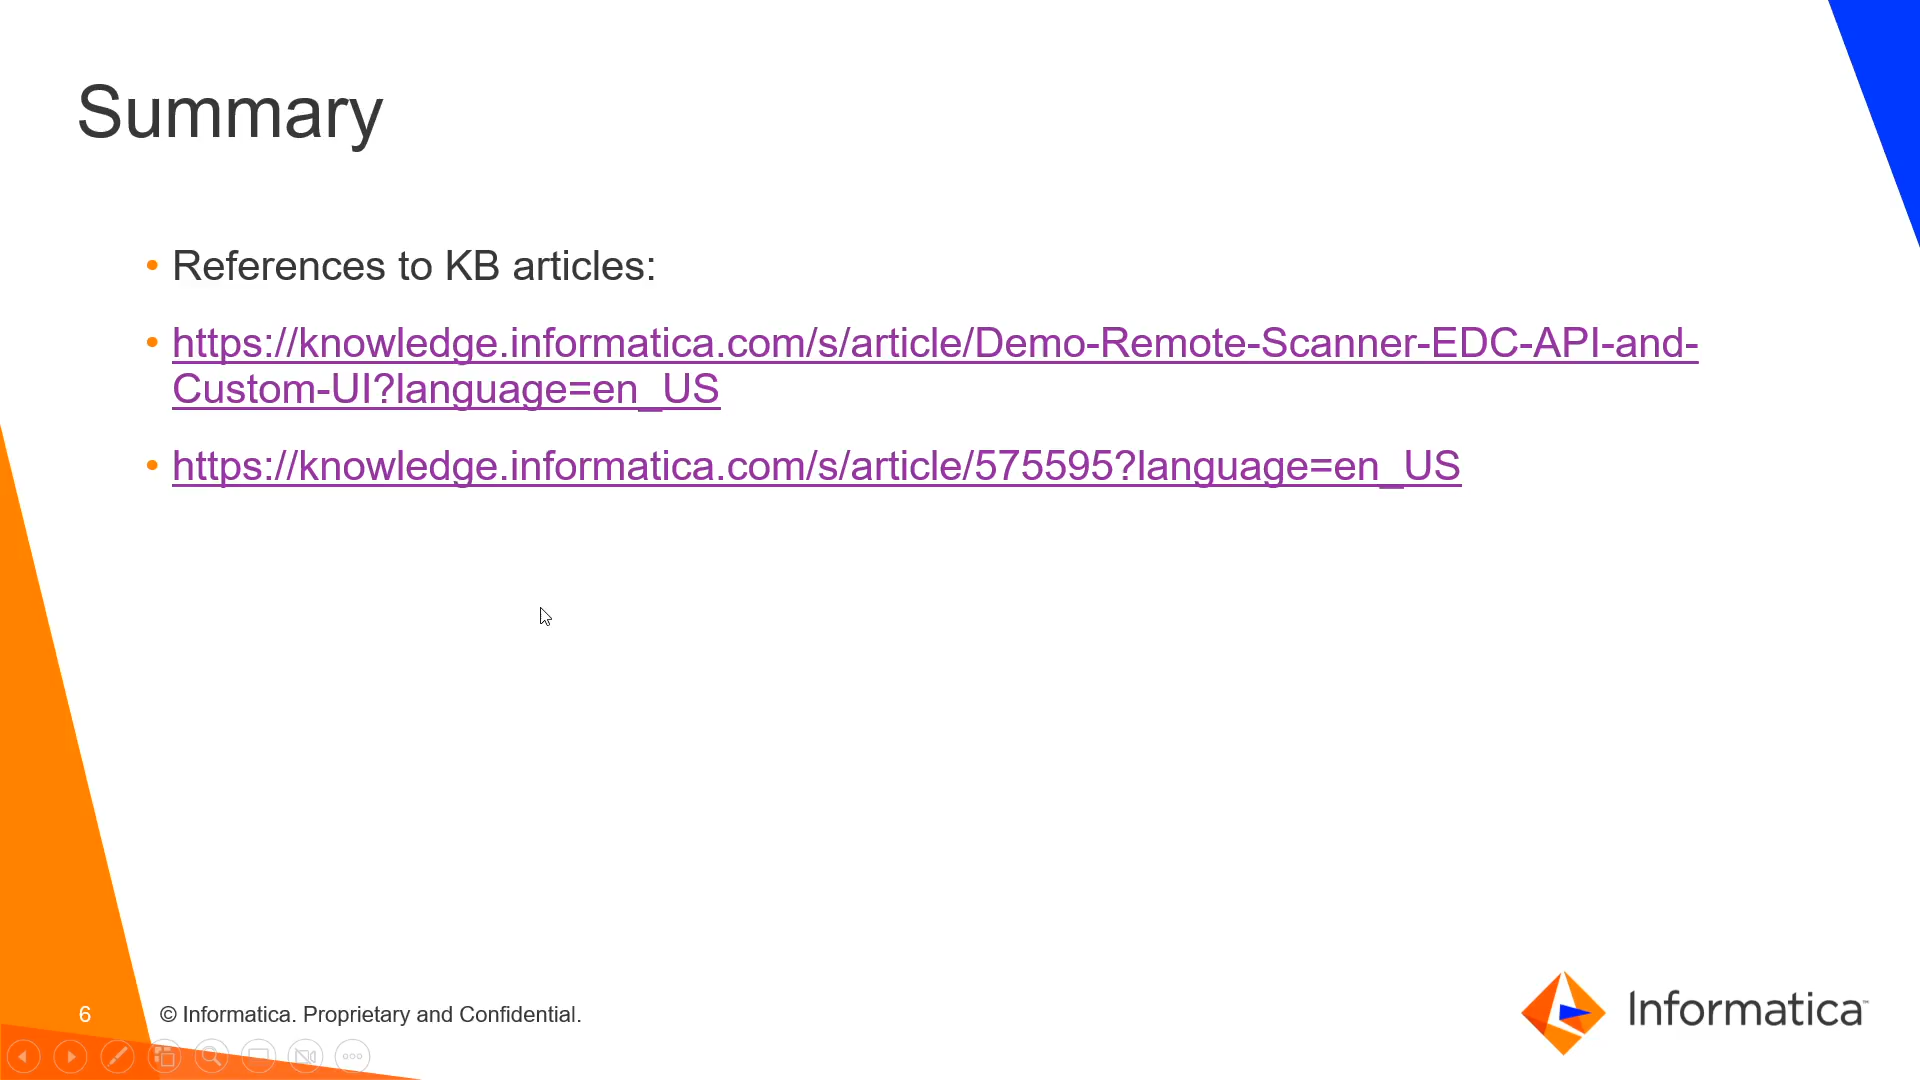 Summary
• References to KB articles:
• https://knowledge.informatica.com/s/article/Demo-Remote-Scanner-EDC-API-and-
Custom-UI?language=en_US
• https://knowledge.informatica.com/s/article/575595?language=en_US
6
© Informatica. Proprietary and Confidential.
Informatica™